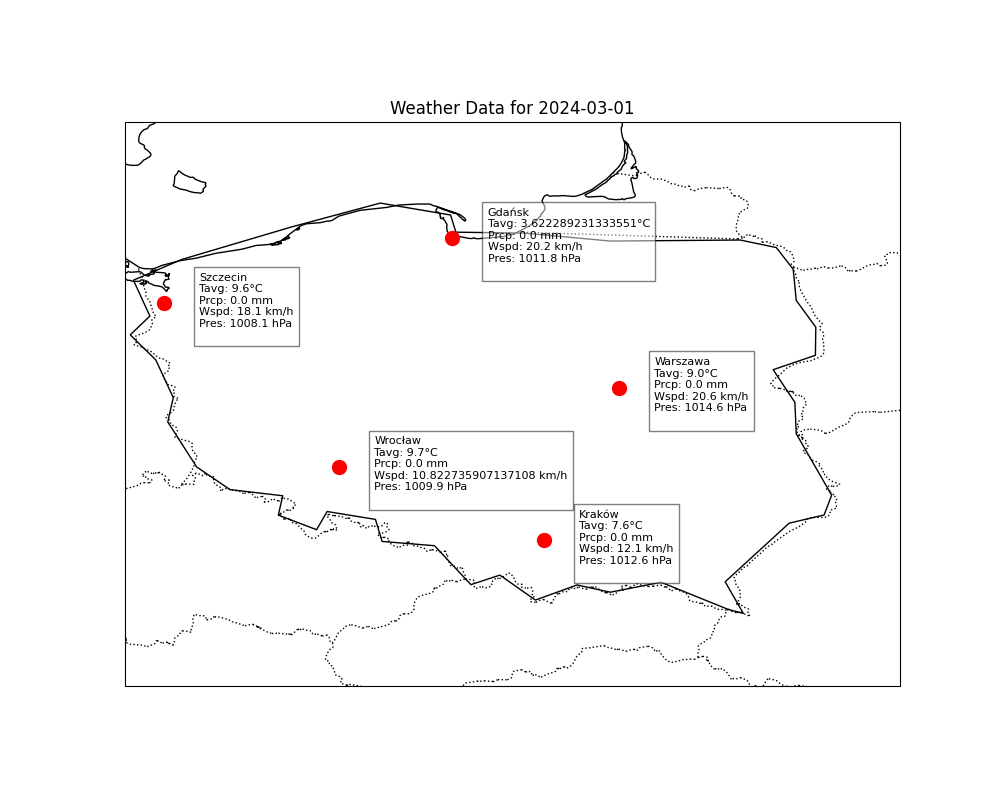 Weather Data for 2024-03-01
Gdańsk
Tavg: 3.622289231333551°C
Prcp: 0.0 mm
Wspd: 20.2 km/h
Pres: 1011.8 hPa
Szczecin
Tavg: 9.6°C
Prcp: 0.0 mm
Wspd: 18.1 km/h
Pres: 1008.1 hPa
Warszawa
Tavg: 9.0°C
Prcp: 0.0 mm
Wspd: 20.6 km/h
Pres: 1014.6 hPa
Wrocław
Tavg: 9.7°C
Prcp: 0.0 mm
Wspd: 10.822735907137108 km/h
Pres: 1009.9 hPa
Kraków
Tavg: 7.6°C
Prcp: 0.0 mm
Wspd: 12.1 km/h
Pres: 1012.6 hPa